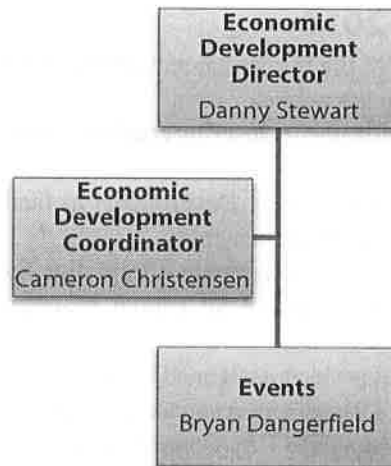 Economic
Development
Director
Danny Stewart
Economic
Development
Coordinator
Cameron Christensen
Events
Bryan Dangerfield